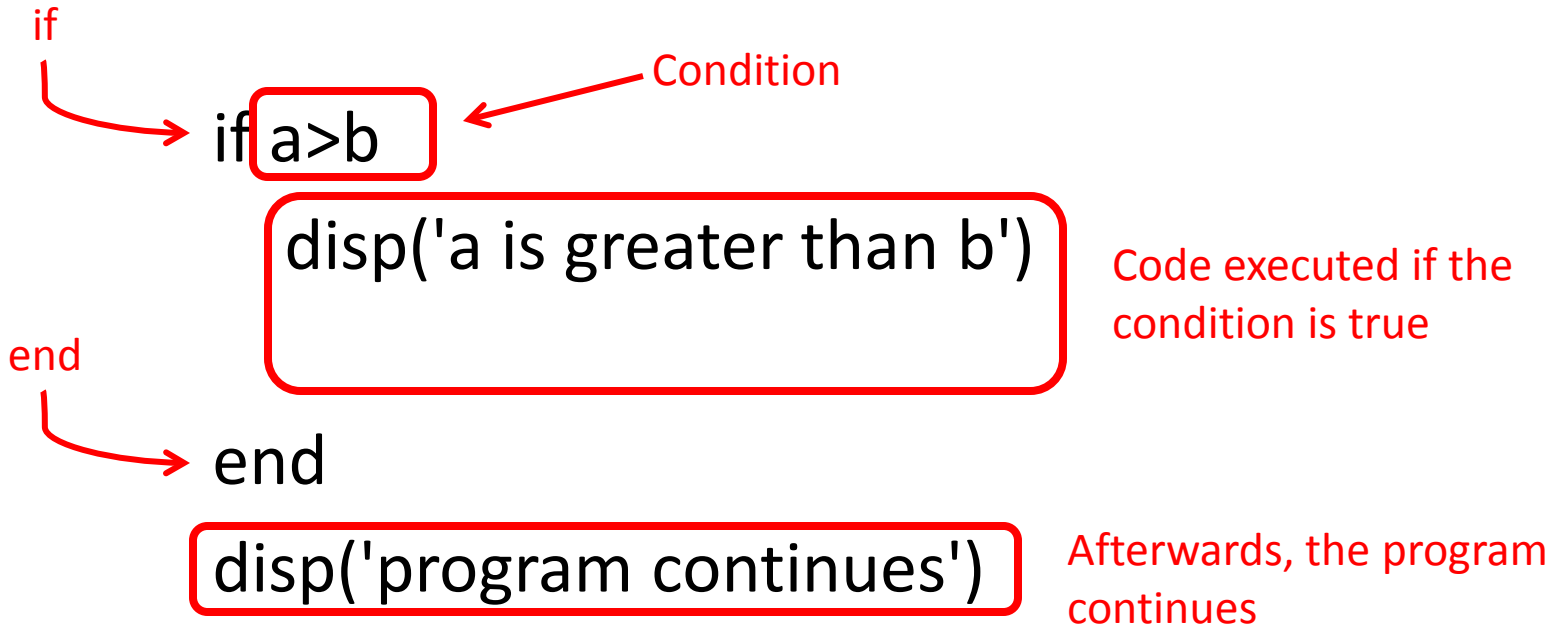 if
Condition
if a>b
disp('a is greater than b')
Code executed if the
condition is true
end
end
disp('program continues')
Afterwards, the program
continues